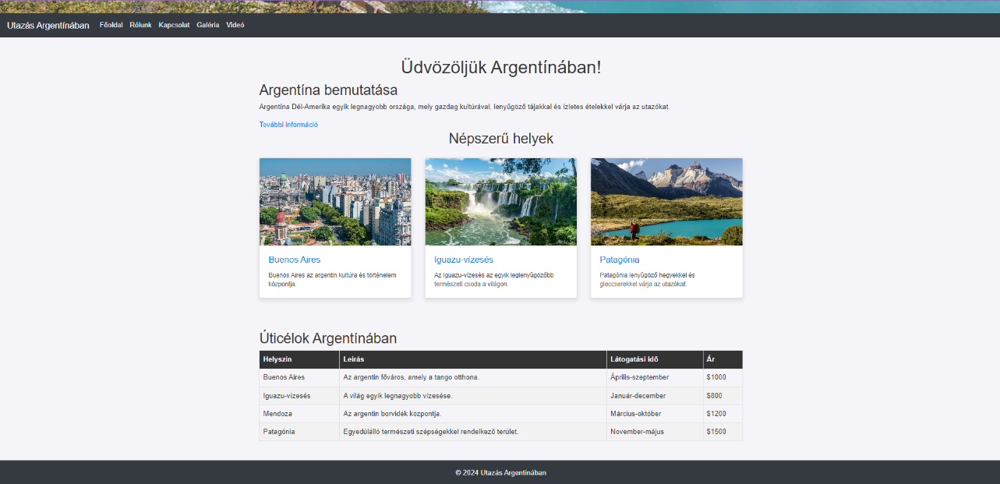 Utazás Argentínában Főoldal Rólunk Kapcsolat Galéria Videó
Üdvözöljük Argentínában!
Argentína bemutatása
Argentína Dél-Amerika egyik legnagyobb országa, mely gazdag kultúrával, lenyűgöző tájakkal és ízletes ételekkel várja az utazókat.
További információ
Népszerű helyek
Buenos Aires
Buenos Aires az argentin kultúra és történelem
központja.
Iguazu-vízesés
Az Iguazu-vízesés az egyik leglenyűgözőbb
természeti csoda a világon.
Patagónia
Patagónia lenyűgöző hegyekkel és
gleccserekkel várja az utazókat.
Úticélok Argentínában
Helyszín Leírás Látogatási idő Ár
Buenos Aires Az argentin főváros, amely a tango otthona. Április-szeptember $1000
Iguazu-vízesés A világ egyik legnagyobb vízesése. Január-december $800
Mendoza Az argentin borvidék központja. Március-október $1200
Patagónia Egyedülálló természeti szépségekkel rendelkező terület. November-május $1500
© 2024 Utazás Argentínában